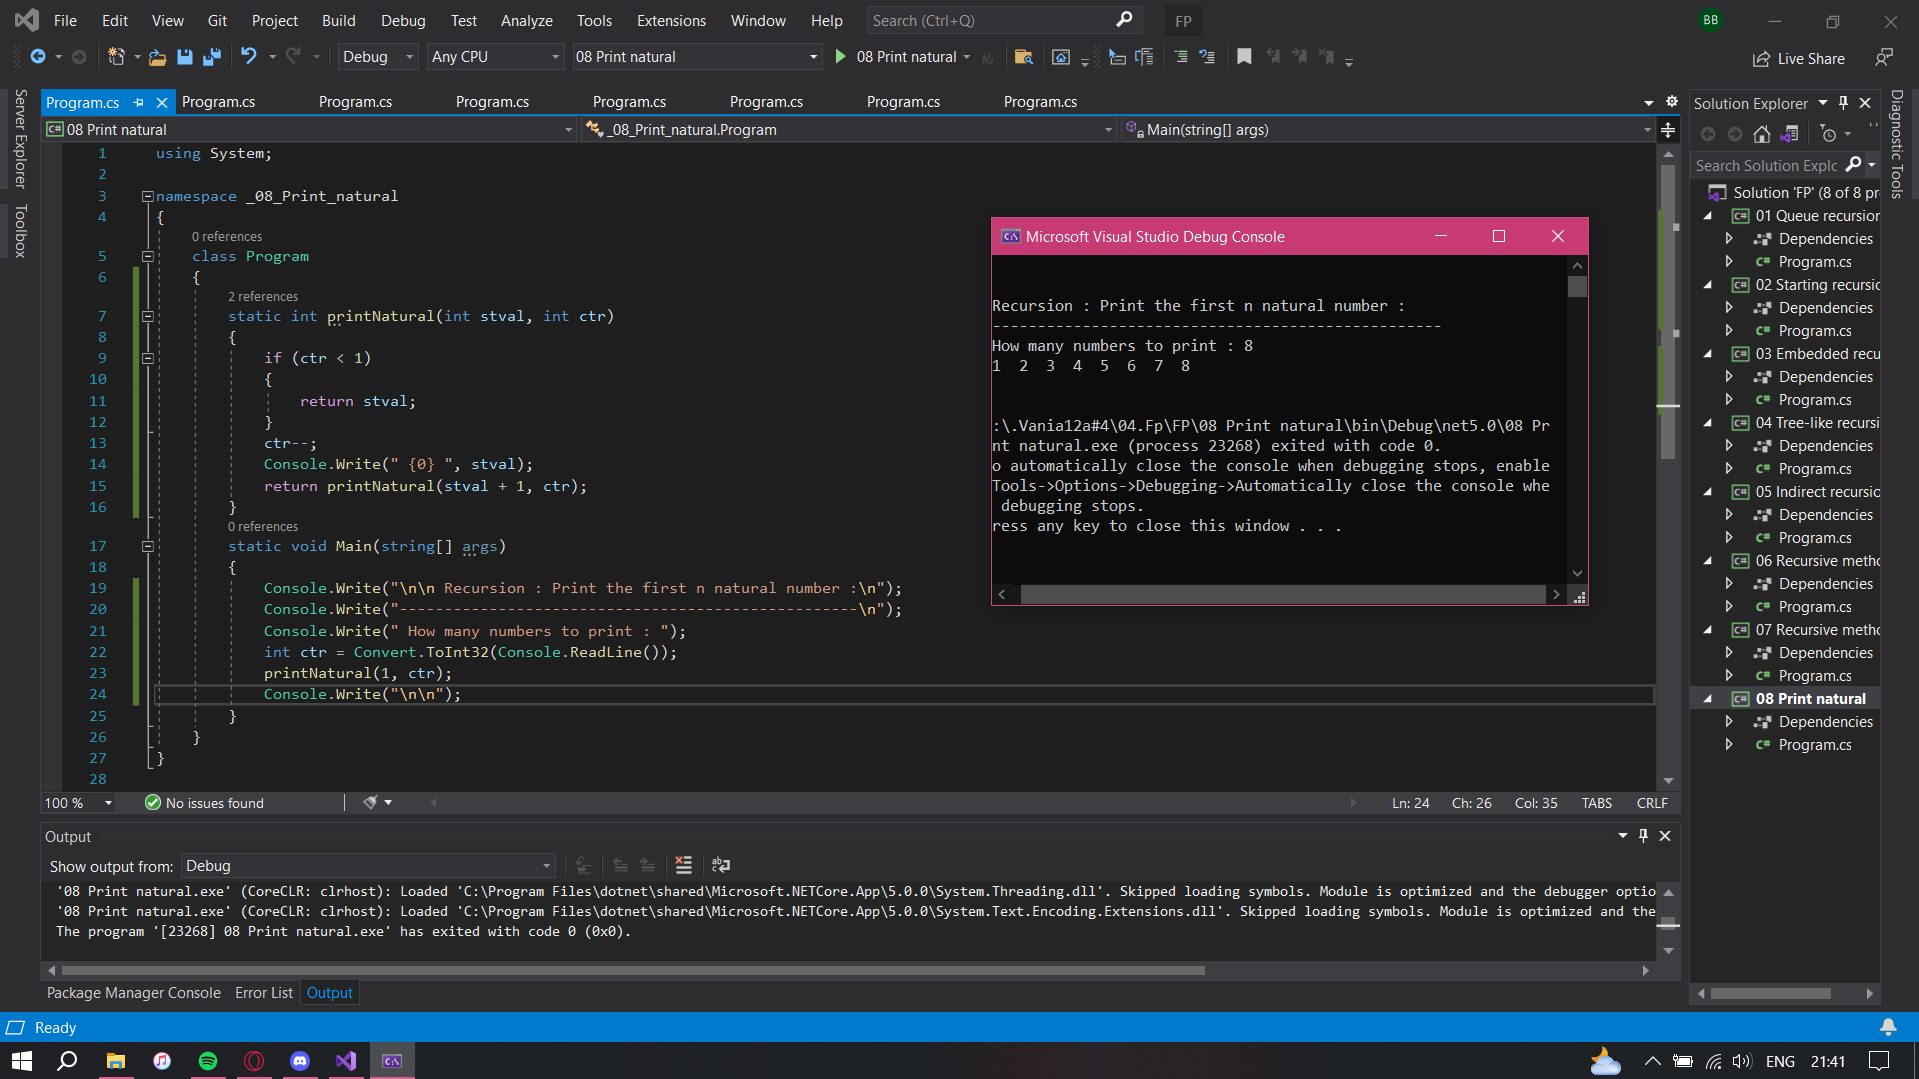 File Edit View Git Project Build Debug Test Analyze Tools Extensions Window Help Search (Ctrl+Q) FP BB
Debug Any CPU 08 Print natural 08 Print natural Live Share
Server Explorer
Toolbox
Program.cs Program.cs Program.cs Program.cs Program.cs Program.cs Program.cs Program.cs
C# 08 Print natural _08_Print_natural.Program Main(string[] args)
1 using System;
2
3 namespace _08_Print_natural
4 {
0 references
5 class Program
6 {
2 references
7 static int printNatural(int stval, int ctr)
8 {
9 if (ctr < 1)
10 {
11 return stval;
12 }
13 ctr--;
14 Console.Write(" {0} ", stval);
15 return printNatural(stval + 1, ctr);
16 }
0 references
17 static void Main(string[] args)
18 {
19 Console.Write("\n\n Recursion : Print the first n natural number :\n");
20 Console.Write("---------------------------------------------------\n");
21 Console.Write(" How many numbers to print : ");
22 int ctr = Convert.ToInt32(Console.ReadLine());
23 printNatural(1, ctr);
24 Console.Write("\n\n");
25 }
26 }
27 }
28
100 % No issues found Ln: 24 Ch: 26 Col: 35 TABS CRLF
Microsoft Visual Studio Debug Console
Recursion : Print the first n natural number :
--------------------------------------------------
How many numbers to print : 8
1 2 3 4 5 6 7 8
:\.Vania12a#4\04.Fp\FP\08 Print natural\bin\Debug\net5.0\08 Pr
nt natural.exe (process 23268) exited with code 0.
o automatically close the console when debugging stops, enable
Tools->Options->Debugging->Automatically close the console whe
debugging stops.
ress any key to close this window . . .
Output
Show output from: Debug
'08 Print natural.exe' (CoreCLR: clrhost): Loaded 'C:\Program Files\dotnet\shared\Microsoft.NETCore.App\5.0.0\System.Threading.dll'. Skipped loading symbols. Module is optimized and the debugger optio
'08 Print natural.exe' (CoreCLR: clrhost): Loaded 'C:\Program Files\dotnet\shared\Microsoft.NETCore.App\5.0.0\System.Text.Encoding.Extensions.dll'. Skipped loading symbols. Module is optimized and the
The program '[23268] 08 Print natural.exe' has exited with code 0 (0x0).
Package Manager Console Error List Output
Solution Explorer
Search Solution Explc
Solution 'FP' (8 of 8 pr
C# 01 Queue recursion
Dependencies
C# Program.cs
C# 02 Starting recursic
Dependencies
C# Program.cs
C# 03 Embedded recu
Dependencies
C# Program.cs
C# 04 Tree-like recursi
Dependencies
C# Program.cs
C# 05 Indirect recursio
Dependencies
C# Program.cs
C# 06 Recursive metho
Dependencies
C# Program.cs
C# 07 Recursive metho
Dependencies
C# Program.cs
C# 08 Print natural
Dependencies
C# Program.cs
Diagnostic Tools
Ready
ENG 21:41